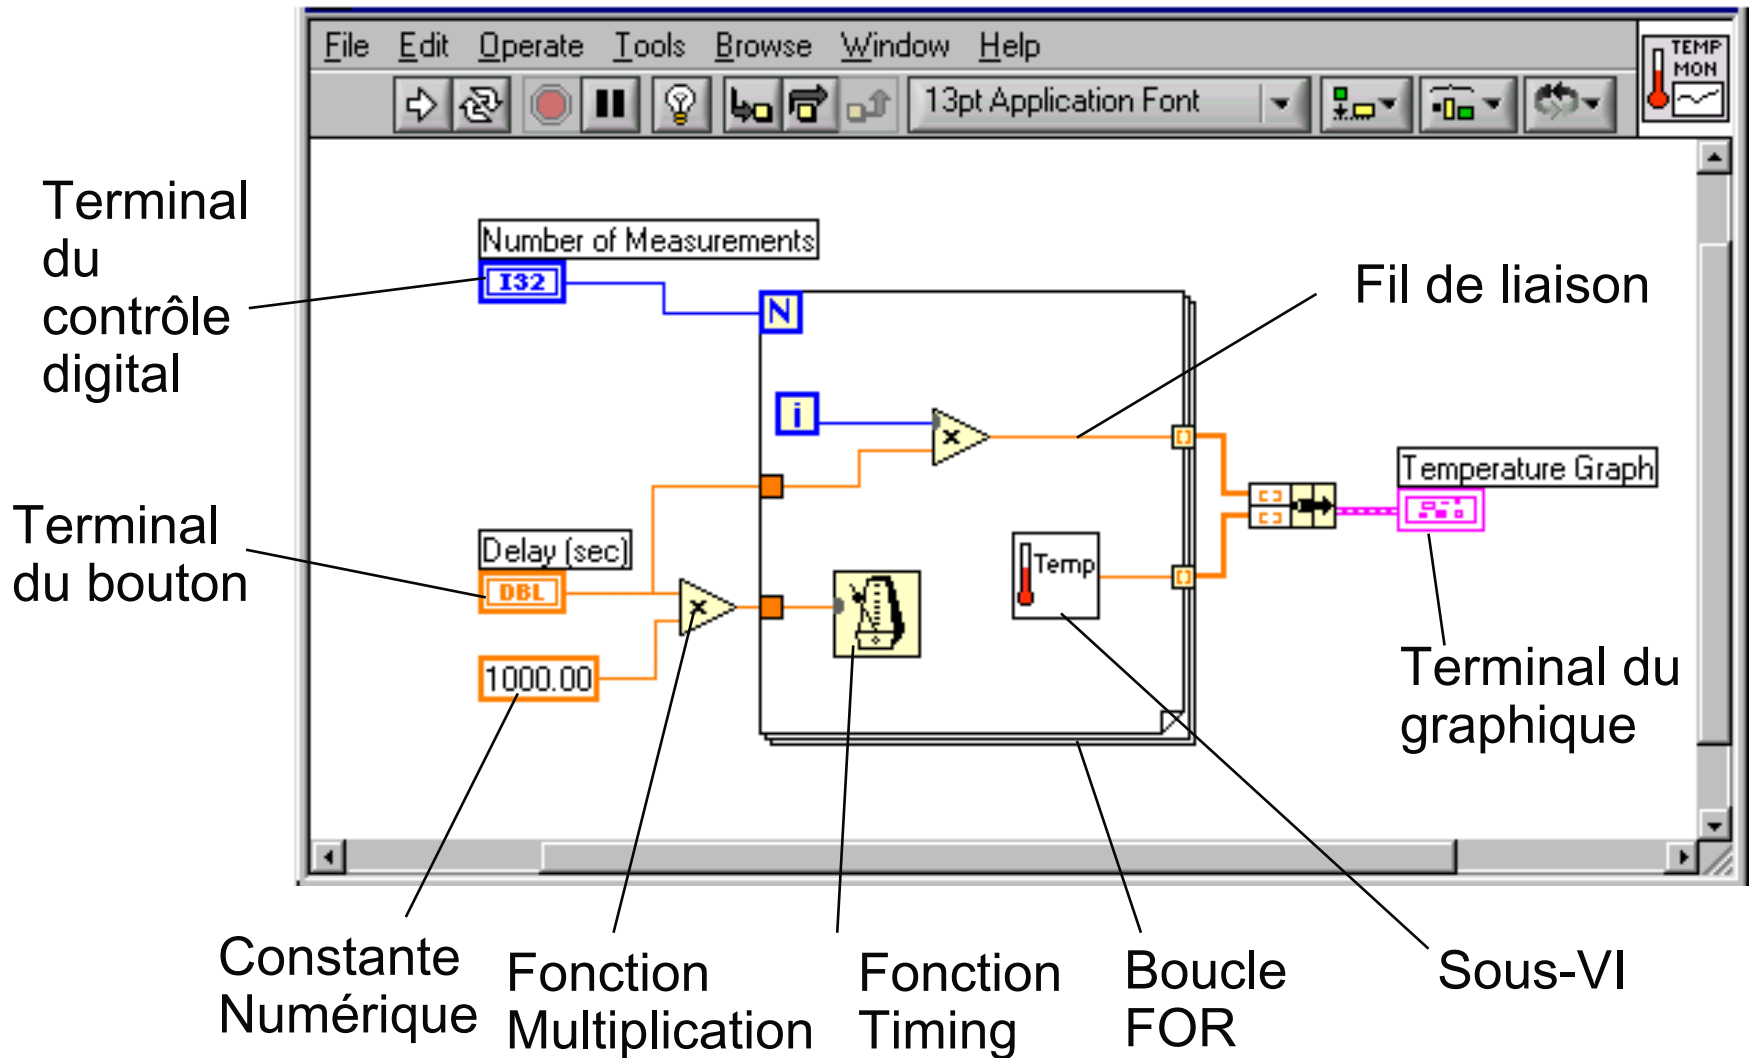 File Edit Operate Tools Browse Window Help
TEMP
MON
13pt Application Font
Terminal
du
contrôle
digital
Number of Measurements
I32
N
Fil de liaison
i
x
Temperature Graph
Terminal
du bouton
Delay (sec)
DBL
x
Temp
1000.00
Terminal du
graphique
Constante
Numérique
Fonction
Multiplication
Fonction
Timing
Boucle
FOR
Sous-VI